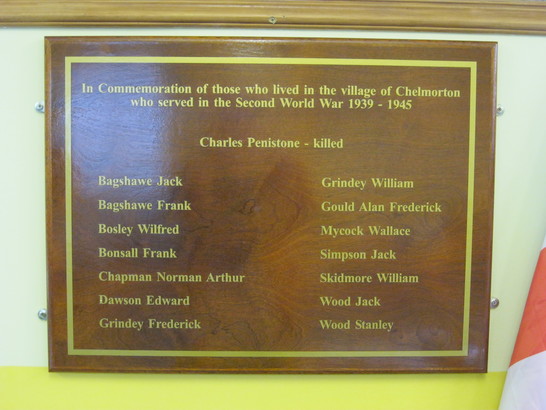 In Commemoration of those who lived in the village of Chelmorton
who served in the Second World War 1939 - 1945
Charles Penistone - killed
Bagshawe Jack
Bagshawe Frank
Bosley Wilfred
Bonsall Frank
Chapman Norman Arthur
Dawson Edward
Grindey Frederick
Grindey William
Gould Alan Frederick
Mycock Wallace
Simpson Jack
Skidmore William
Wood Jack
Wood Stanley